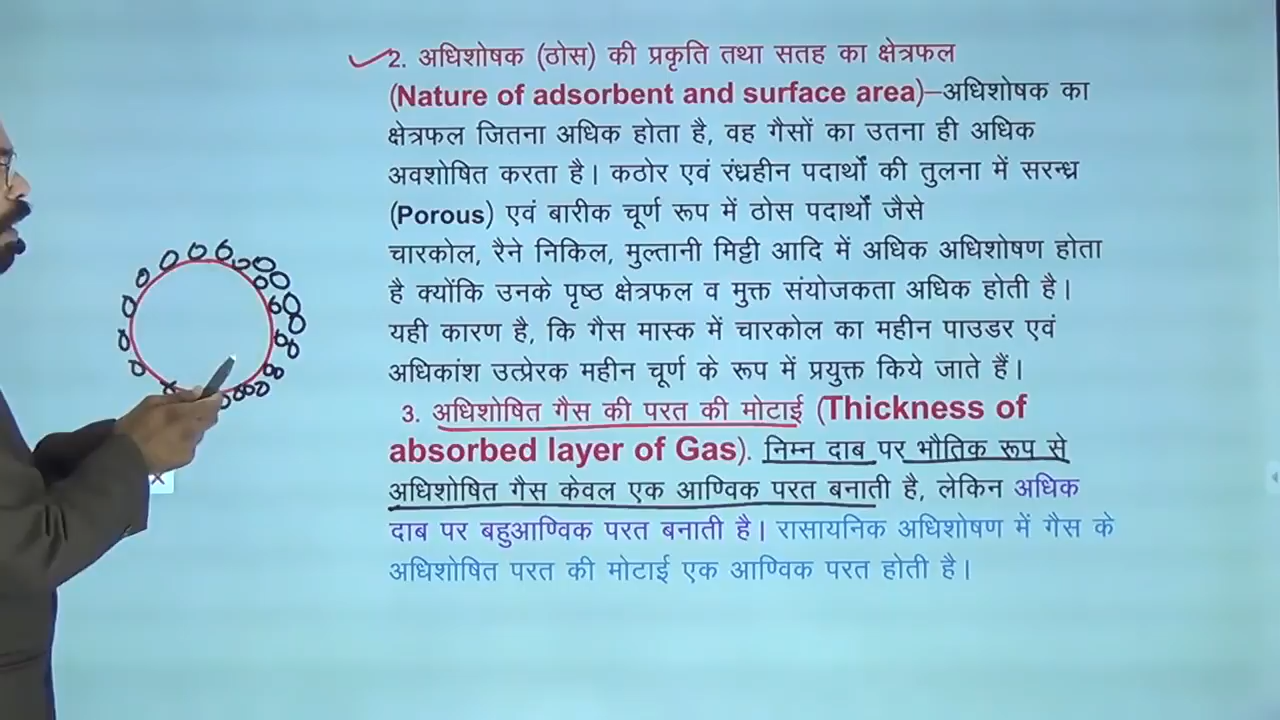 2. अधिशोषक (ठोस) की प्रकृति तथा सतह का क्षेत्रफल
(Nature of adsorbent and surface area)–अधिशोषक का
क्षेत्रफल जितना अधिक होता है, वह गैसों का उतना ही अधिक
अवशोषित करता है। कठोर एवं रंध्रहीन पदार्थों की तुलना में सरन्ध्र
(Porous) एवं बारीक चूर्ण रूप में ठोस पदार्थों जैसे
चारकोल, रैने निकिल, मुल्तानी मिट्टी आदि में अधिक अधिशोषण होता
है क्योंकि उनके पृष्ठ क्षेत्रफल व मुक्त संयोजकता अधिक होती है।
यही कारण है, कि गैस मास्क में चारकोल का महीन पाउडर एवं
अधिकांश उत्प्रेरक महीन चूर्ण के रूप में प्रयुक्त किये जाते हैं।
3. अधिशोषित गैस की परत की मोटाई (Thickness of
absorbed layer of Gas). निम्न दाब पर भौतिक रूप से
अधिशोषित गैस केवल एक आण्विक परत बनाती है, लेकिन अधिक
दाब पर बहुआण्विक परत बनाती है। रासायनिक अधिशोषण में गैस के
अधिशोषित परत की मोटाई एक आण्विक परत होती है।